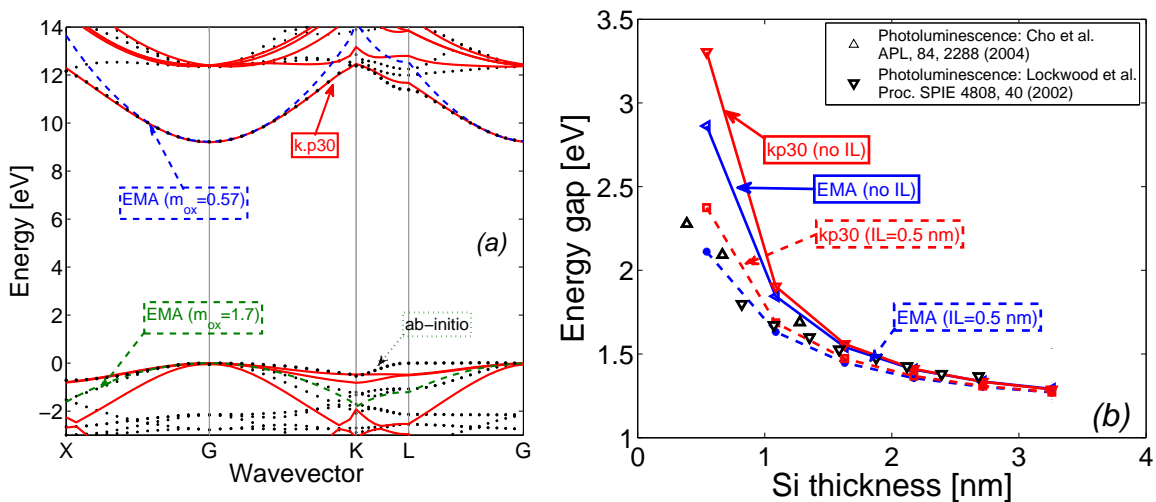 14
12
10
8
6
4
2
0
−2
Energy [eV]
X
G
K
L
G
Wavevector
k.p30
EMA (mox=0.57)
(a)
EMA (mox=1.7)
ab−initio
4
3.5
3
2.5
2
1.5
1
Energy gap [eV]
0
1
2
3
4
Si thickness [nm]
Photoluminescence: Cho et al.
APL, 84, 2288 (2004)
Photoluminescence: Lockwood et al.
Proc. SPIE 4808, 40 (2002)
kp30 (no IL)
EMA (no IL)
kp30 (IL=0.5 nm)
EMA (IL=0.5 nm)
(b)